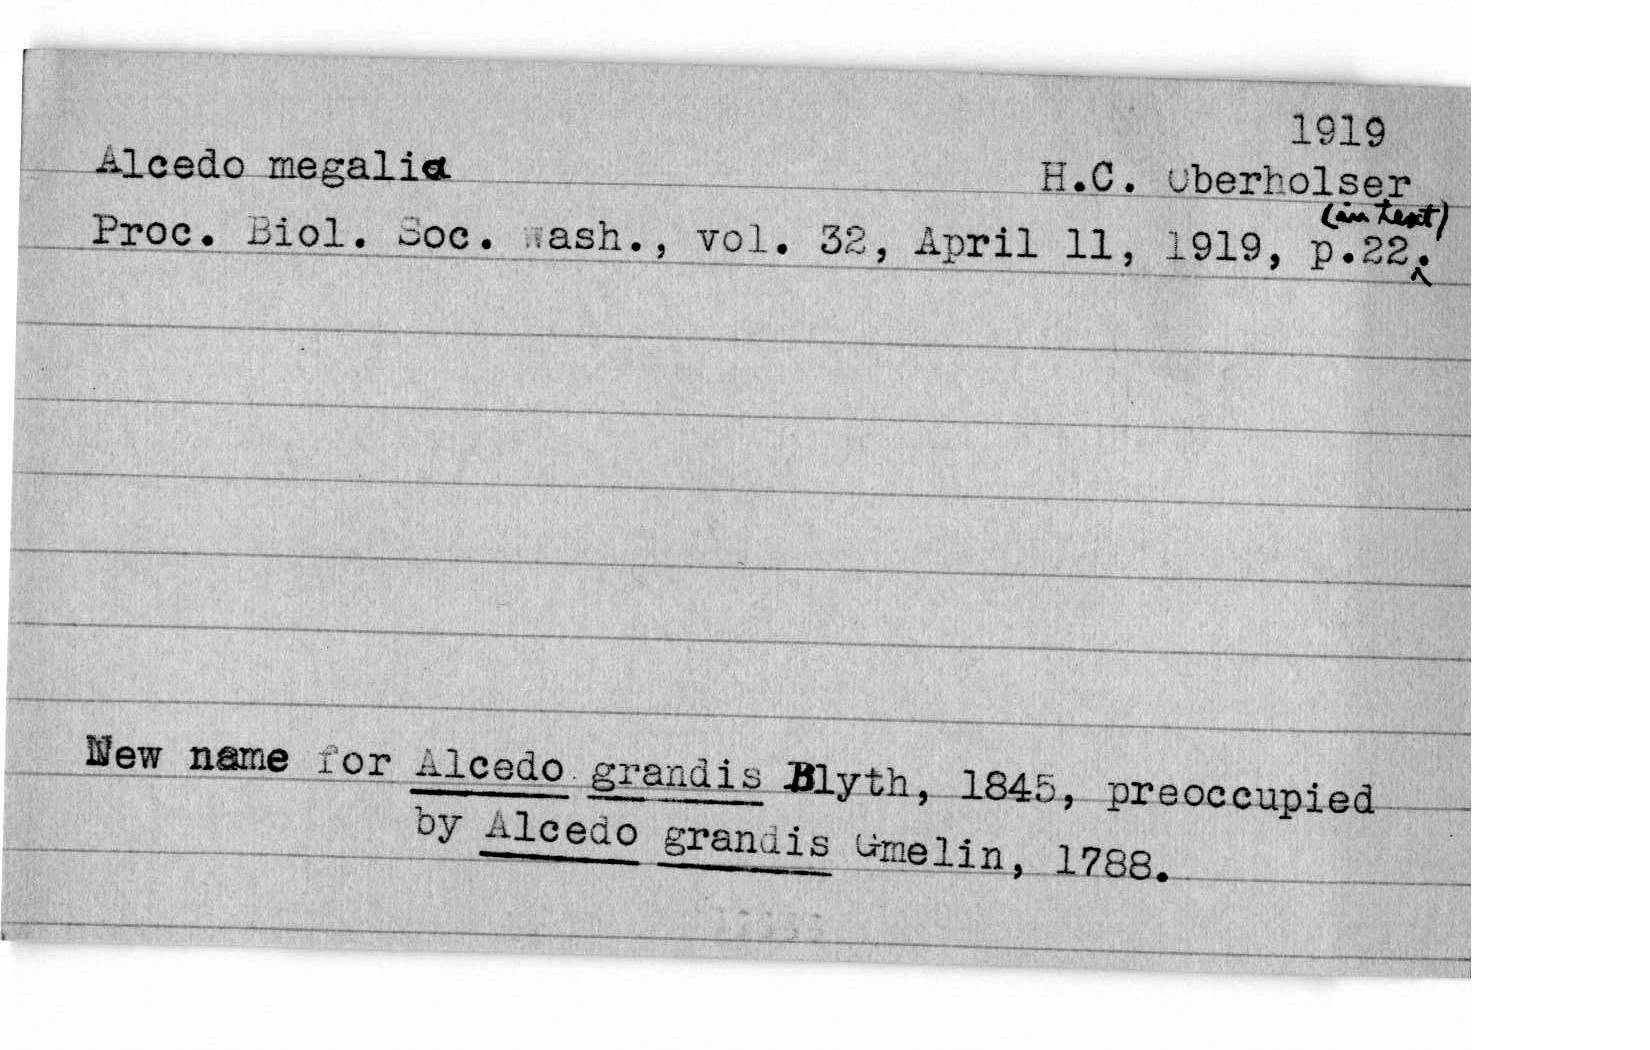 1919
Alcedo megalia H.C. Oberholser
Proc. Biol. Soc. Wash., vol. 32, April 11, 1919, p.22 (in text).
New name for Alcedo grandis Blyth, 1845, preoccupied
by Alcedo grandis Gmelin, 1788.